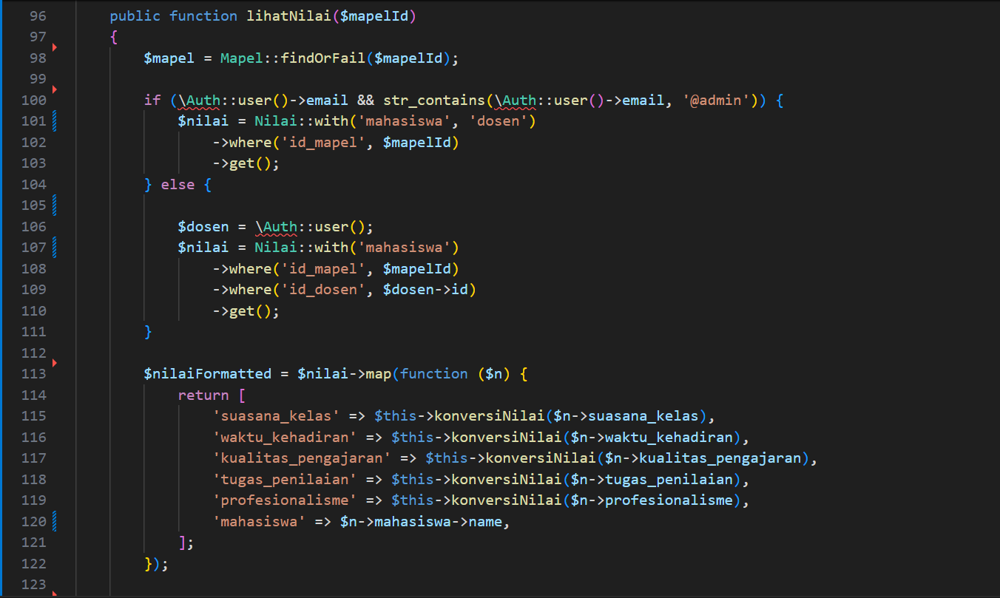 96 public function lihatNilai($mapelId)
97 {
98 $mapel = Mapel::findOrFail($mapelId);
99
100 if (\Auth::user()->email && str_contains(\Auth::user()->email, '@admin')) {
101 $nilai = Nilai::with('mahasiswa', 'dosen')
102 ->where('id_mapel', $mapelId)
103 ->get();
104 } else {
105
106 $dosen = \Auth::user();
107 $nilai = Nilai::with('mahasiswa')
108 ->where('id_mapel', $mapelId)
109 ->where('id_dosen', $dosen->id)
110 ->get();
111 }
112
113 $nilaiFormatted = $nilai->map(function ($n) {
114 return [
115 'suasana_kelas' => $this->konversiNilai($n->suasana_kelas),
116 'waktu_kehadiran' => $this->konversiNilai($n->waktu_kehadiran),
117 'kualitas_pengajaran' => $this->konversiNilai($n->kualitas_pengajaran),
118 'tugas_penilaian' => $this->konversiNilai($n->tugas_penilaian),
119 'profesionalisme' => $this->konversiNilai($n->profesionalisme),
120 'mahasiswa' => $n->mahasiswa->name,
121 ];
122 });
123